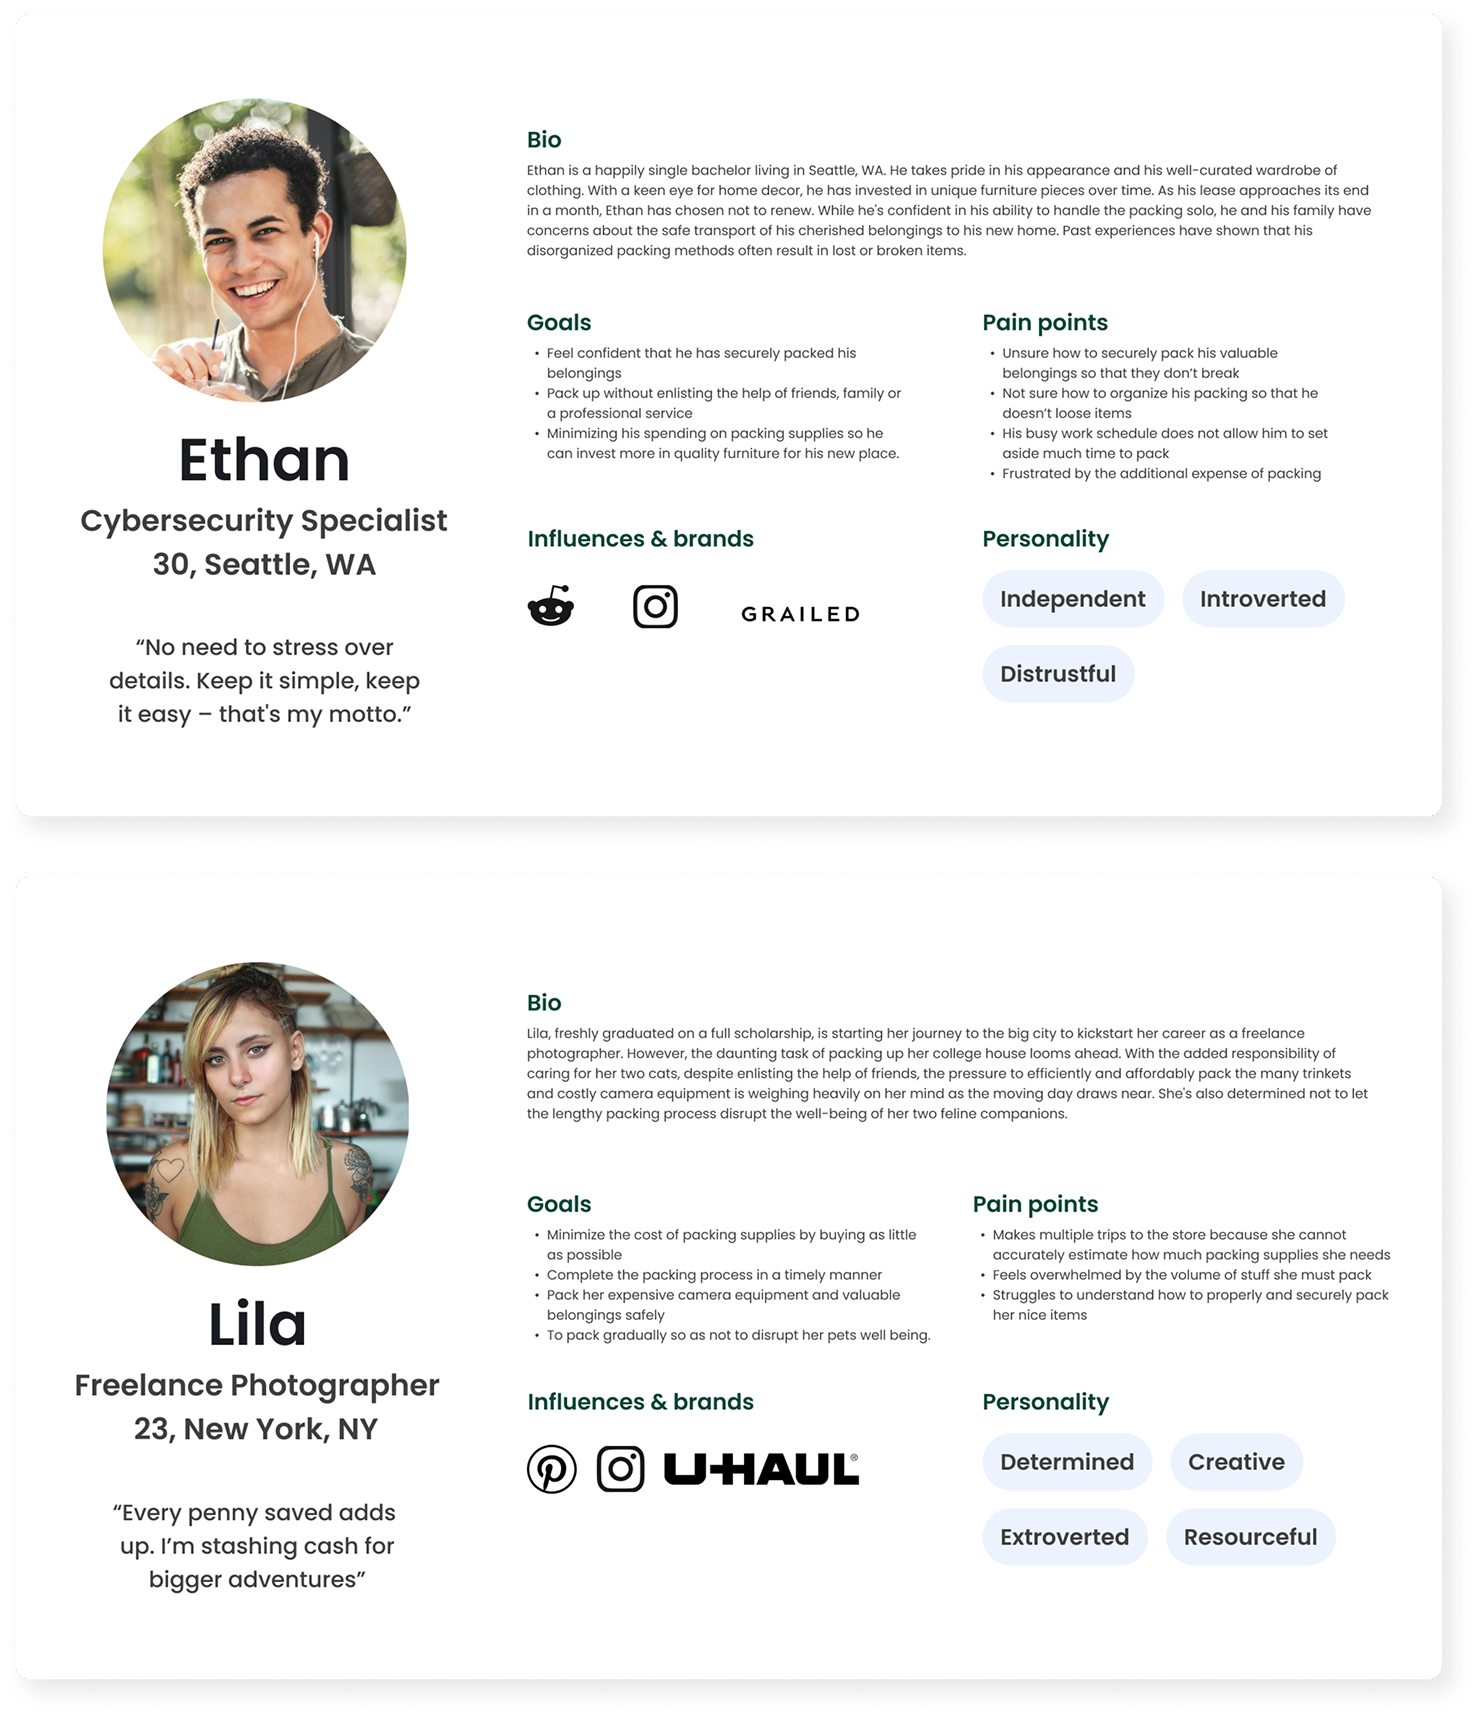 Ethan
Cybersecurity Specialist
30, Seattle, WA
“No need to stress over
details. Keep it simple, keep
it easy – that's my motto.”
Bio
Ethan is a happily single bachelor living in Seattle, WA. He takes pride in his appearance and his well-curated wardrobe of
clothing. With a keen eye for home decor, he has invested in unique furniture pieces over time. As his lease approaches its end
in a month, Ethan has chosen not to renew. While he's confident in his ability to handle the packing solo, he and his family have
concerns about the safe transport of his cherished belongings to his new home. Past experiences have shown that his
disorganized packing methods often result in lost or broken items.
Goals
• Feel confident that he has securely packed his
belongings
• Pack up without enlisting the help of friends, family or
a professional service
• Minimizing his spending on packing supplies so he
can invest more in quality furniture for his new place.
Pain points
• Unsure how to securely pack his valuable
belongings so that they don’t break
• Not sure how to organize his packing so that he
doesn’t loose items
• His busy work schedule does not allow him to set
aside much time to pack
• Frustrated by the additional expense of packing
Influences & brands
GRAILED
Personality
Independent Introverted
Distrustful
Lila
Freelance Photographer
23, New York, NY
“Every penny saved adds
up. I’m stashing cash for
bigger adventures”
Bio
Lila, freshly graduated on a full scholarship, is starting her journey to the big city to kickstart her career as a freelance
photographer. However, the daunting task of packing up her college house looms ahead. With the added responsibility of
caring for her two cats, despite enlisting the help of friends, the pressure to efficiently and affordably pack the many trinkets
and costly camera equipment is weighing heavily on her mind as the moving day draws near. She's also determined not to let
the lengthy packing process disrupt the well-being of her two feline companions.
Goals
• Minimize the cost of packing supplies by buying as little
as possible
• Complete the packing process in a timely manner
• Pack her expensive camera equipment and valuable
belongings safely
• To pack gradually so as not to disrupt her pets well being.
Pain points
• Makes multiple trips to the store because she cannot
accurately estimate how much packing supplies she needs
• Feels overwhelmed by the volume of stuff she must pack
• Struggles to understand how to properly and securely pack
her nice items
Influences & brands
U-HAUL®
Personality
Determined Creative
Extroverted Resourceful